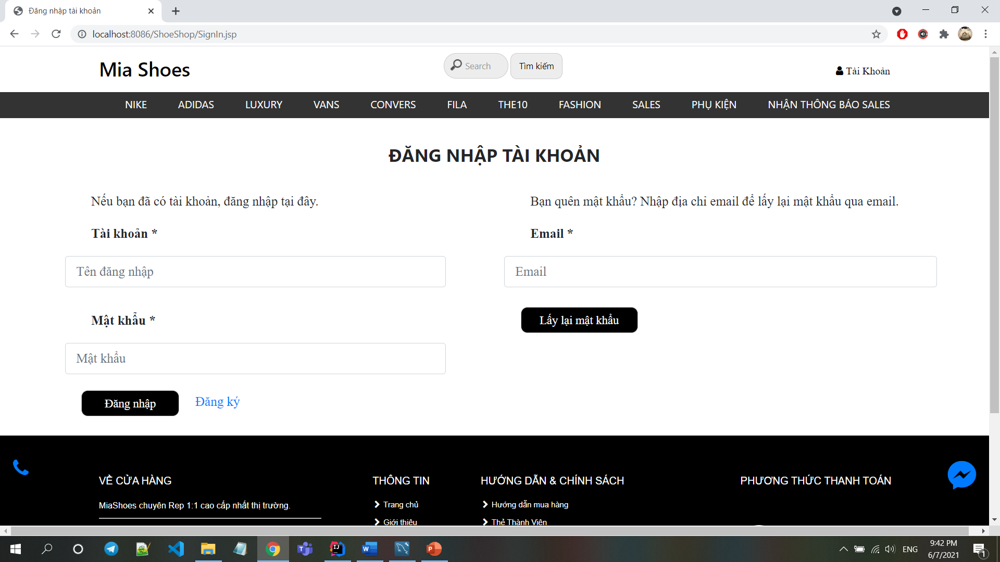 Đăng nhập tài khoản
localhost:8086/ShoeShop/SignIn.jsp
Mia Shoes
Search
Tìm kiếm
Tài Khoản
NIKE ADIDAS LUXURY VANS CONVERS FILA THE10 FASHION SALES PHỤ KIỆN NHẬN THÔNG BÁO SALES
ĐĂNG NHẬP TÀI KHOẢN
Nếu bạn đã có tài khoản, đăng nhập tại đây.
Tài khoản *
Tên đăng nhập
Mật khẩu *
Mật khẩu
Đăng nhập Đăng ký
Bạn quên mật khẩu? Nhập địa chỉ email để lấy lại mật khẩu qua email.
Email *
Email
Lấy lại mật khẩu
VỀ CỬA HÀNG
MiaShoes chuyên Rep 1:1 cao cấp nhất thị trường.
THÔNG TIN
Trang chủ
Giới thiệu
HƯỚNG DẪN & CHÍNH SÁCH
Hướng dẫn mua hàng
Thẻ Thành Viên
PHƯƠNG THỨC THANH TOÁN
ENG
9:42 PM
6/7/2021
1